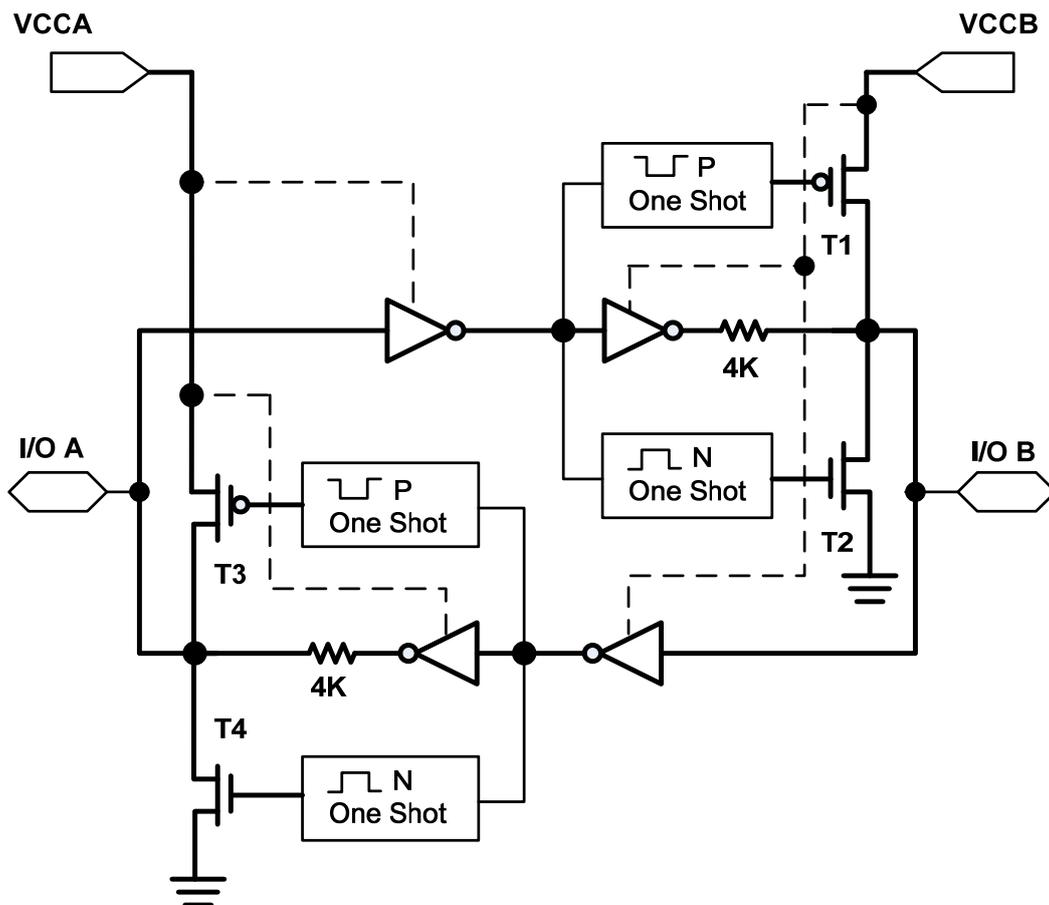 VCCA
VCCB
P
One Shot
T1
4K
I/O A
N
One Shot
I/O B
P
One Shot
T2
T3
4K
T4
N
One Shot